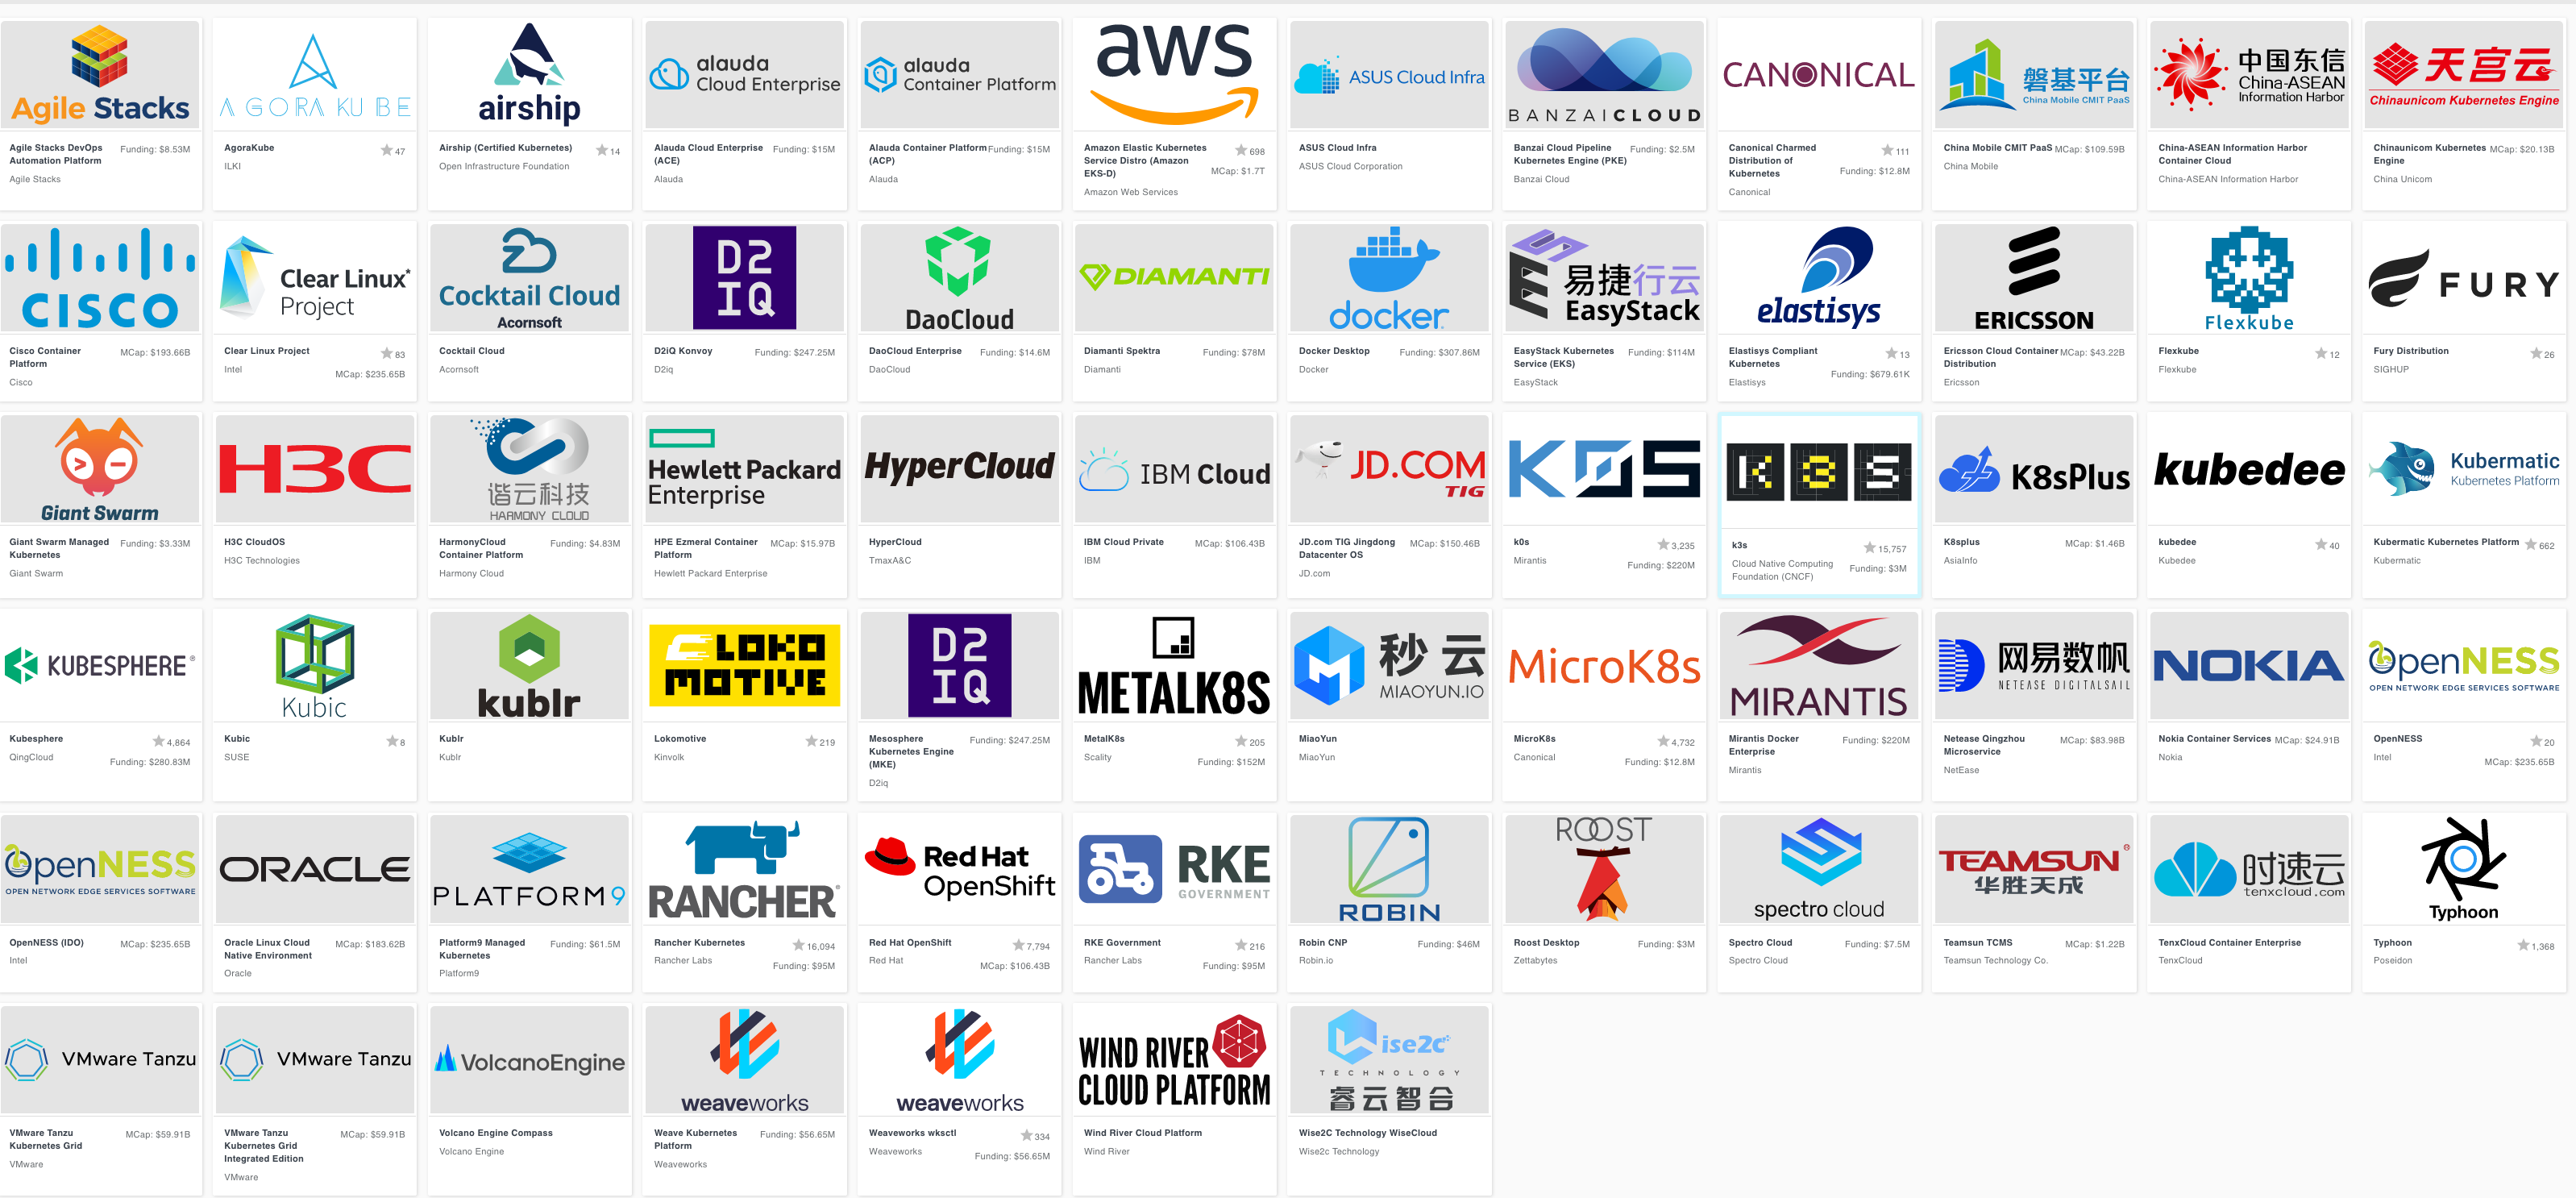 Agile Stacks
Agile Stacks DevOps Automation Platform
Funding: $8.53M
Agile Stacks
AGORA KUBE
AgoraKube
47
ILKI
airship
Airship (Certified Kubernetes)
14
Open Infrastructure Foundation
alauda
Cloud Enterprise
Alauda Cloud Enterprise (ACE)
Funding: $15M
Alauda
alauda
Container Platform
Alauda Container Platform (ACP)
Funding: $15M
Alauda
aws
Amazon Elastic Kubernetes Service Distro (Amazon EKS-D)
698
MCap: $1.7T
Amazon Web Services
ASUS Cloud Infra
ASUS Cloud Infra
ASUS Cloud Corporation
BANZAICLOUD
Banzai Cloud Pipeline Kubernetes Engine (PKE)
Funding: $2.5M
Banzai Cloud
CANONICAL
Canonical Charmed Distribution of Kubernetes
111
Funding: $12.8M
Canonical
磐基平台
China Mobile CMIT PaaS
China Mobile CMIT PaaS
MCap: $109.59B
China Mobile
中国东信
China-ASEAN
Information Harbor
China-ASEAN Information Harbor Container Cloud
China-ASEAN Information Harbor
天宫云
Chinaunicom Kubernetes Engine
Chinaunicom Kubernetes Engine
MCap: $20.13B
China Unicom
CISCO
Cisco Container Platform
MCap: $193.66B
Cisco
Clear Linux*
Project
Clear Linux Project
83
MCap: $235.65B
Intel
Cocktail Cloud
Acornsoft
Cocktail Cloud
Acornsoft
D2
IQ
D2iQ Konvoy
Funding: $247.25M
D2iq
DaoCloud
DaoCloud Enterprise
Funding: $14.6M
DaoCloud
DIAMANTI
Diamanti Spektra
Funding: $78M
Diamanti
docker
Docker Desktop
Funding: $307.86M
Docker
易捷行云
EasyStack
EasyStack Kubernetes Service (EKS)
Funding: $114M
EasyStack
elastisys
Elastisys Compliant Kubernetes
13
Funding: $679.61K
Elastisys
ERICSSON
Ericsson Cloud Container Distribution
MCap: $43.22B
Ericsson
Flexkube
Flexkube
12
Flexkube
FURY
Fury Distribution
26
SIGHUP
Giant Swarm
Giant Swarm Managed Kubernetes
Funding: $3.33M
Giant Swarm
H3C
H3C CloudOS
H3C Technologies
谐云科技
HARMONY CLOUD
HarmonyCloud Container Platform
Funding: $4.83M
Harmony Cloud
Hewlett Packard
Enterprise
HPE Ezmeral Container Platform
MCap: $15.97B
Hewlett Packard Enterprise
HyperCloud
HyperCloud
TmaxA&C
IBM Cloud
IBM Cloud Private
MCap: $106.43B
IBM
JD.COM
TIG
JD.com TIG Jingdong Datacenter OS
MCap: $150.46B
JD.com
K0S
k0s
3,235
Funding: $220M
Mirantis
K8S
k3s
15,757
Funding: $3M
Cloud Native Computing Foundation (CNCF)
K8sPlus
K8splus
MCap: $1.46B
AsiaInfo
kubedee
kubedee
40
Kubedee
Kubermatic
Kubernetes Platform
Kubermatic Kubernetes Platform
662
Kubermatic
KUBESPHERE®
Kubesphere
4,864
Funding: $280.83M
QingCloud
Kubic
Kubic
8
SUSE
kublr
Kublr
Kublr
LOKO
MOTIVE
Lokomotive
219
Kinvolk
D2
IQ
Mesosphere Kubernetes Engine (MKE)
Funding: $247.25M
D2iq
METALK8S
MetalK8s
205
Funding: $152M
Scality
秒云
MIAOYUN.IO
MiaoYun
MiaoYun
MicroK8s
MicroK8s
4,732
Funding: $12.8M
Canonical
MIRANTIS
Mirantis Docker Enterprise
Funding: $220M
Mirantis
网易数帆
NETEASE DIGITALSAIL
Netease Qingzhou Microservice
MCap: $83.98B
NetEase
NOKIA
Nokia Container Services
MCap: $24.91B
Nokia
OpenNESS
OPEN NETWORK EDGE SERVICES SOFTWARE
OpenNESS
20
MCap: $235.65B
Intel
OpenNESS
OPEN NETWORK EDGE SERVICES SOFTWARE
OpenNESS (IDO)
MCap: $235.65B
Intel
ORACLE
Oracle Linux Cloud Native Environment
MCap: $183.62B
Oracle
PLATFORM9
Platform9 Managed Kubernetes
Funding: $61.5M
Platform9
RANCHER®
Rancher Kubernetes
16,094
Funding: $95M
Rancher Labs
Red Hat
OpenShift
Red Hat OpenShift
7,794
MCap: $106.43B
Red Hat
RKE
GOVERNMENT
RKE Government
216
Funding: $95M
Rancher Labs
ROBIN
Robin CNP
Funding: $46M
Robin.io
ROOST
Roost Desktop
Funding: $3M
Zettabytes
spectro cloud
Spectro Cloud
Funding: $7.5M
Spectro Cloud
TEAMSUN®
华胜天成
Teamsun TCMS
MCap: $1.22B
Teamsun Technology Co.
时速云
tenxcloud.com
TenxCloud Container Enterprise
TenxCloud
Typhoon
Typhoon
1,368
Poseidon
VMware Tanzu
VMware Tanzu Kubernetes Grid
MCap: $59.91B
VMware
VMware Tanzu
VMware Tanzu Kubernetes Grid Integrated Edition
MCap: $59.91B
VMware
VolcanoEngine
Volcano Engine Compass
Volcano Engine
weaveworks
Weave Kubernetes Platform
Funding: $56.65M
Weaveworks
weaveworks
Weaveworks wksctl
334
Funding: $56.65M
Weaveworks
WIND RIVER
CLOUD PLATFORM
Wind River Cloud Platform
Wind River
Wise2c
TECHNOLOGY
睿云智合
Wise2C Technology WiseCloud
Wise2c Technology